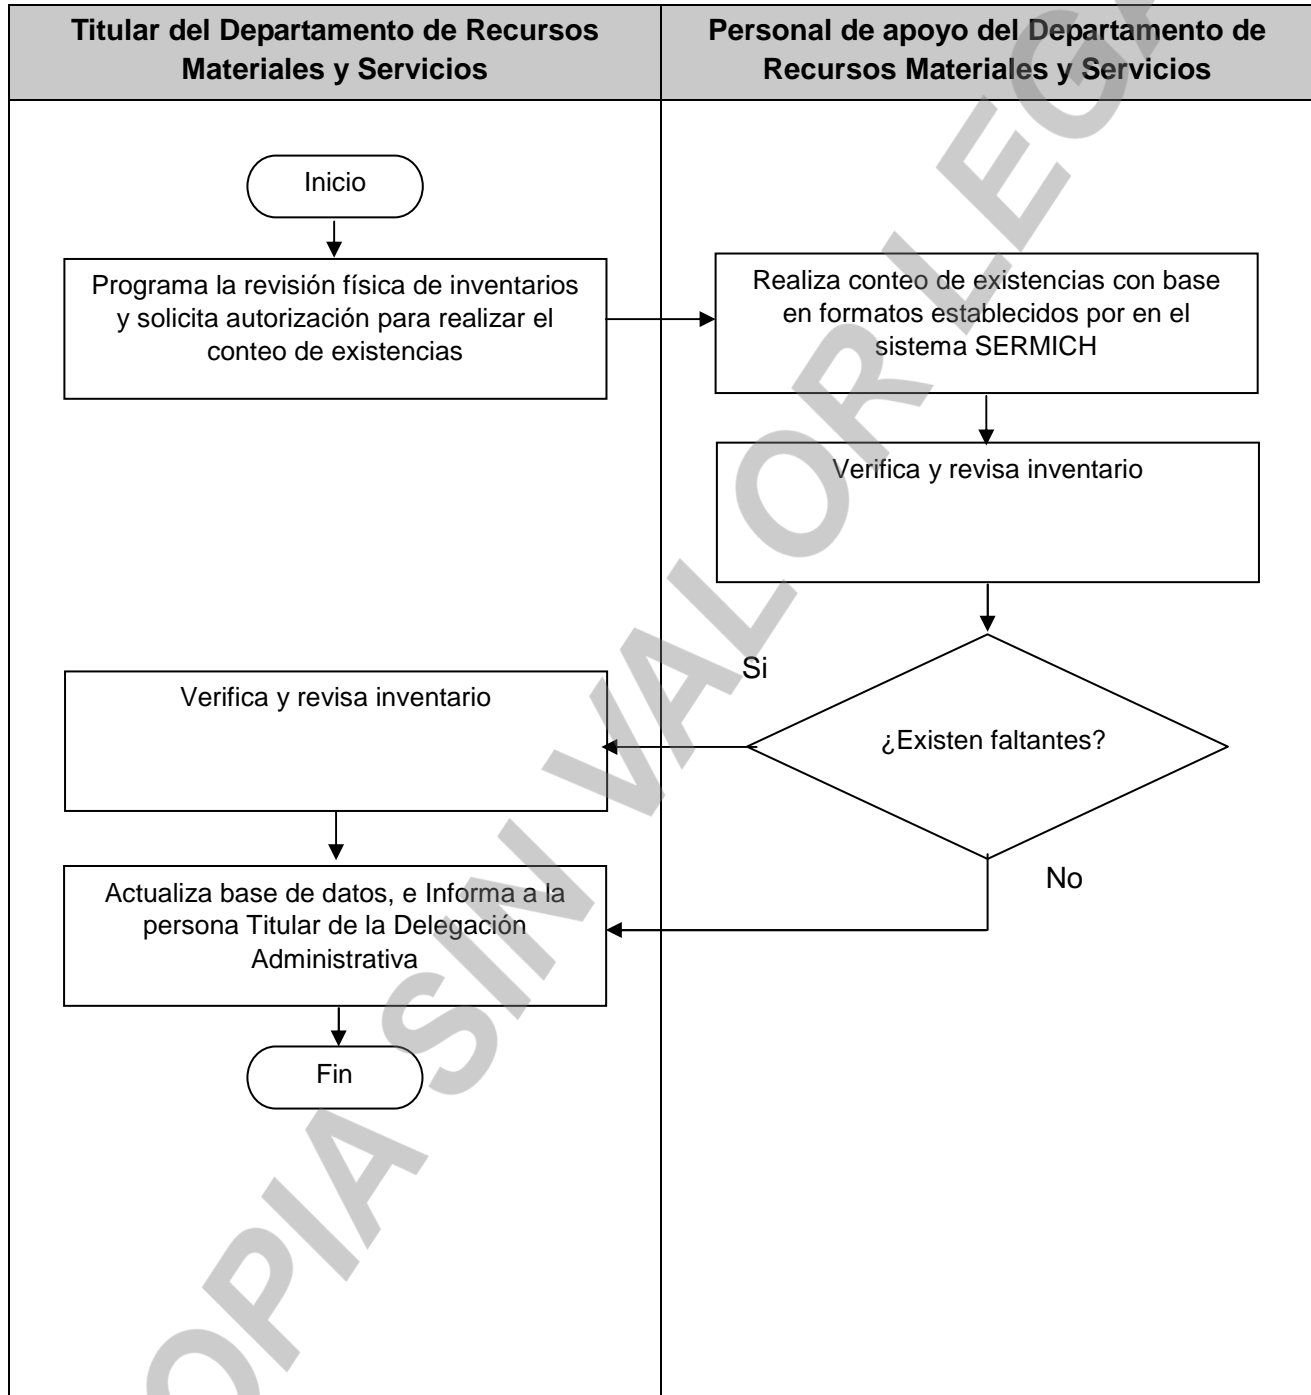 Titular del Departamento de Recursos
Materiales y Servicios
Personal de apoyo del Departamento de
Recursos Materiales y Servicios
Inicio
Programa la revisión física de inventarios
y solicita autorización para realizar el
conteo de existencias
Realiza conteo de existencias con base
en formatos establecidos por en el
sistema SERMICH
Verifica y revisa inventario
Si
¿Existen faltantes?
Verifica y revisa inventario
No
Actualiza base de datos, e Informa a la
persona Titular de la Delegación
Administrativa
Fin
OPIA SIN VALOR LEGA